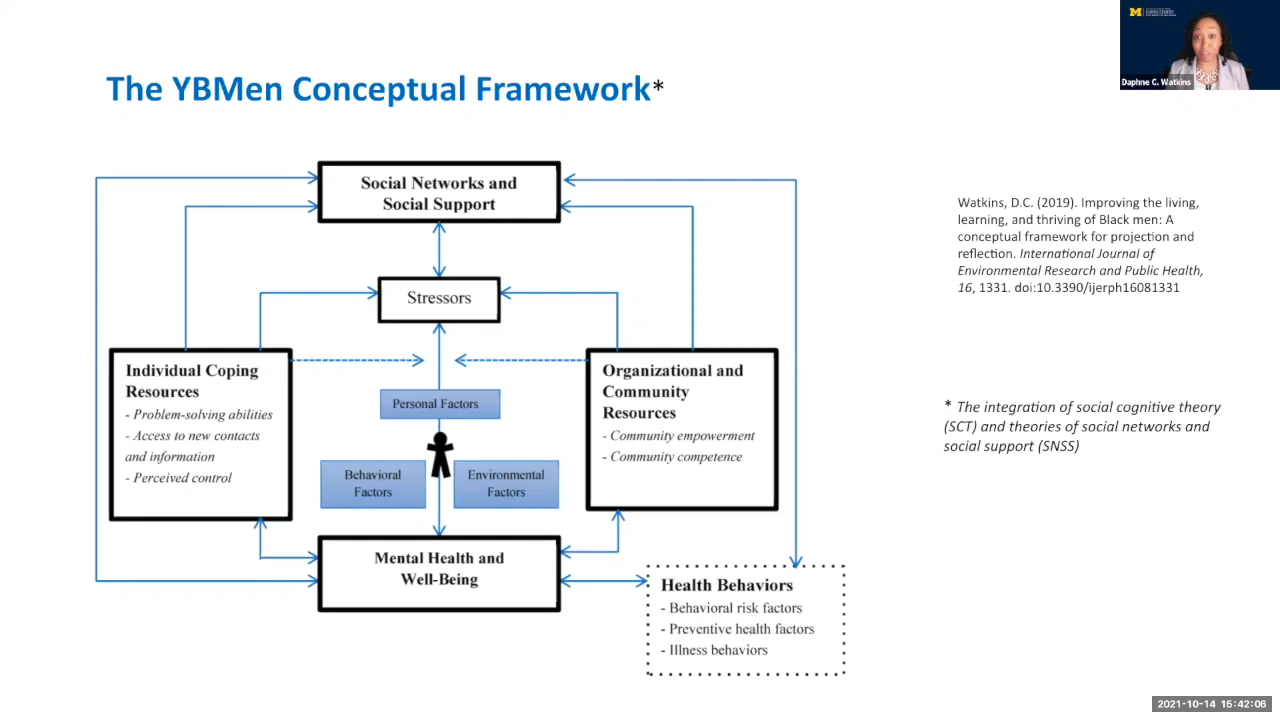 The YBMen Conceptual Framework*
Daphne C. Watkins
Social Networks and
Social Support
Stressors
Individual Coping
Resources
- Problem-solving abilities
- Access to new contacts
and information
- Perceived control
Personal Factors
Behavioral
Factors
Environmental
Factors
Organizational and
Community
Resources
- Community empowerment
- Community competence
Mental Health and
Well-Being
Health Behaviors
- Behavioral risk factors
- Preventive health factors
- Illness behaviors
Watkins, D.C. (2019). Improving the living,
learning, and thriving of Black men: A
conceptual framework for projection and
reflection. International Journal of
Environmental Research and Public Health,
16, 1331. doi:10.3390/ijerph16081331
* The integration of social cognitive theory
(SCT) and theories of social networks and
social support (SNSS)
2021-10-14 15:42:06